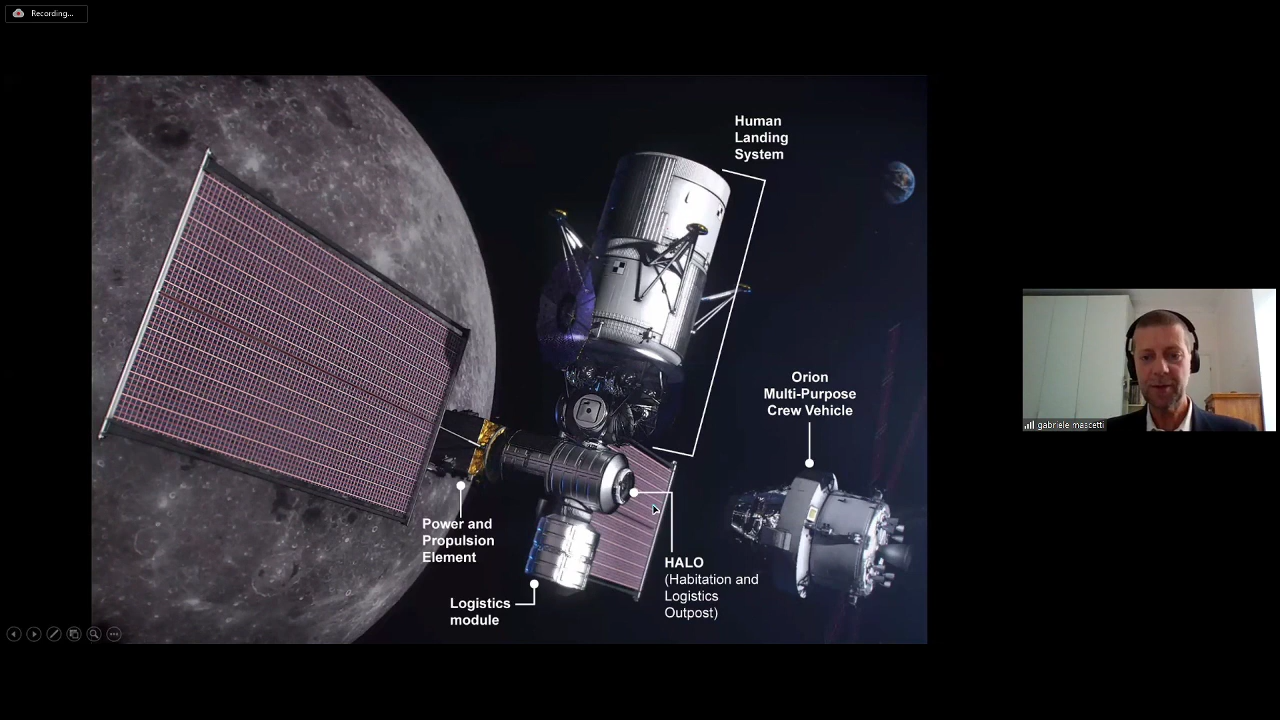 Recording...
Human
Landing
System
Orion
Multi-Purpose
Crew Vehicle
Power and
Propulsion
Element
HALO
(Habitation and
Logistics
Outpost)
Logistics
module
gabriele mascetti